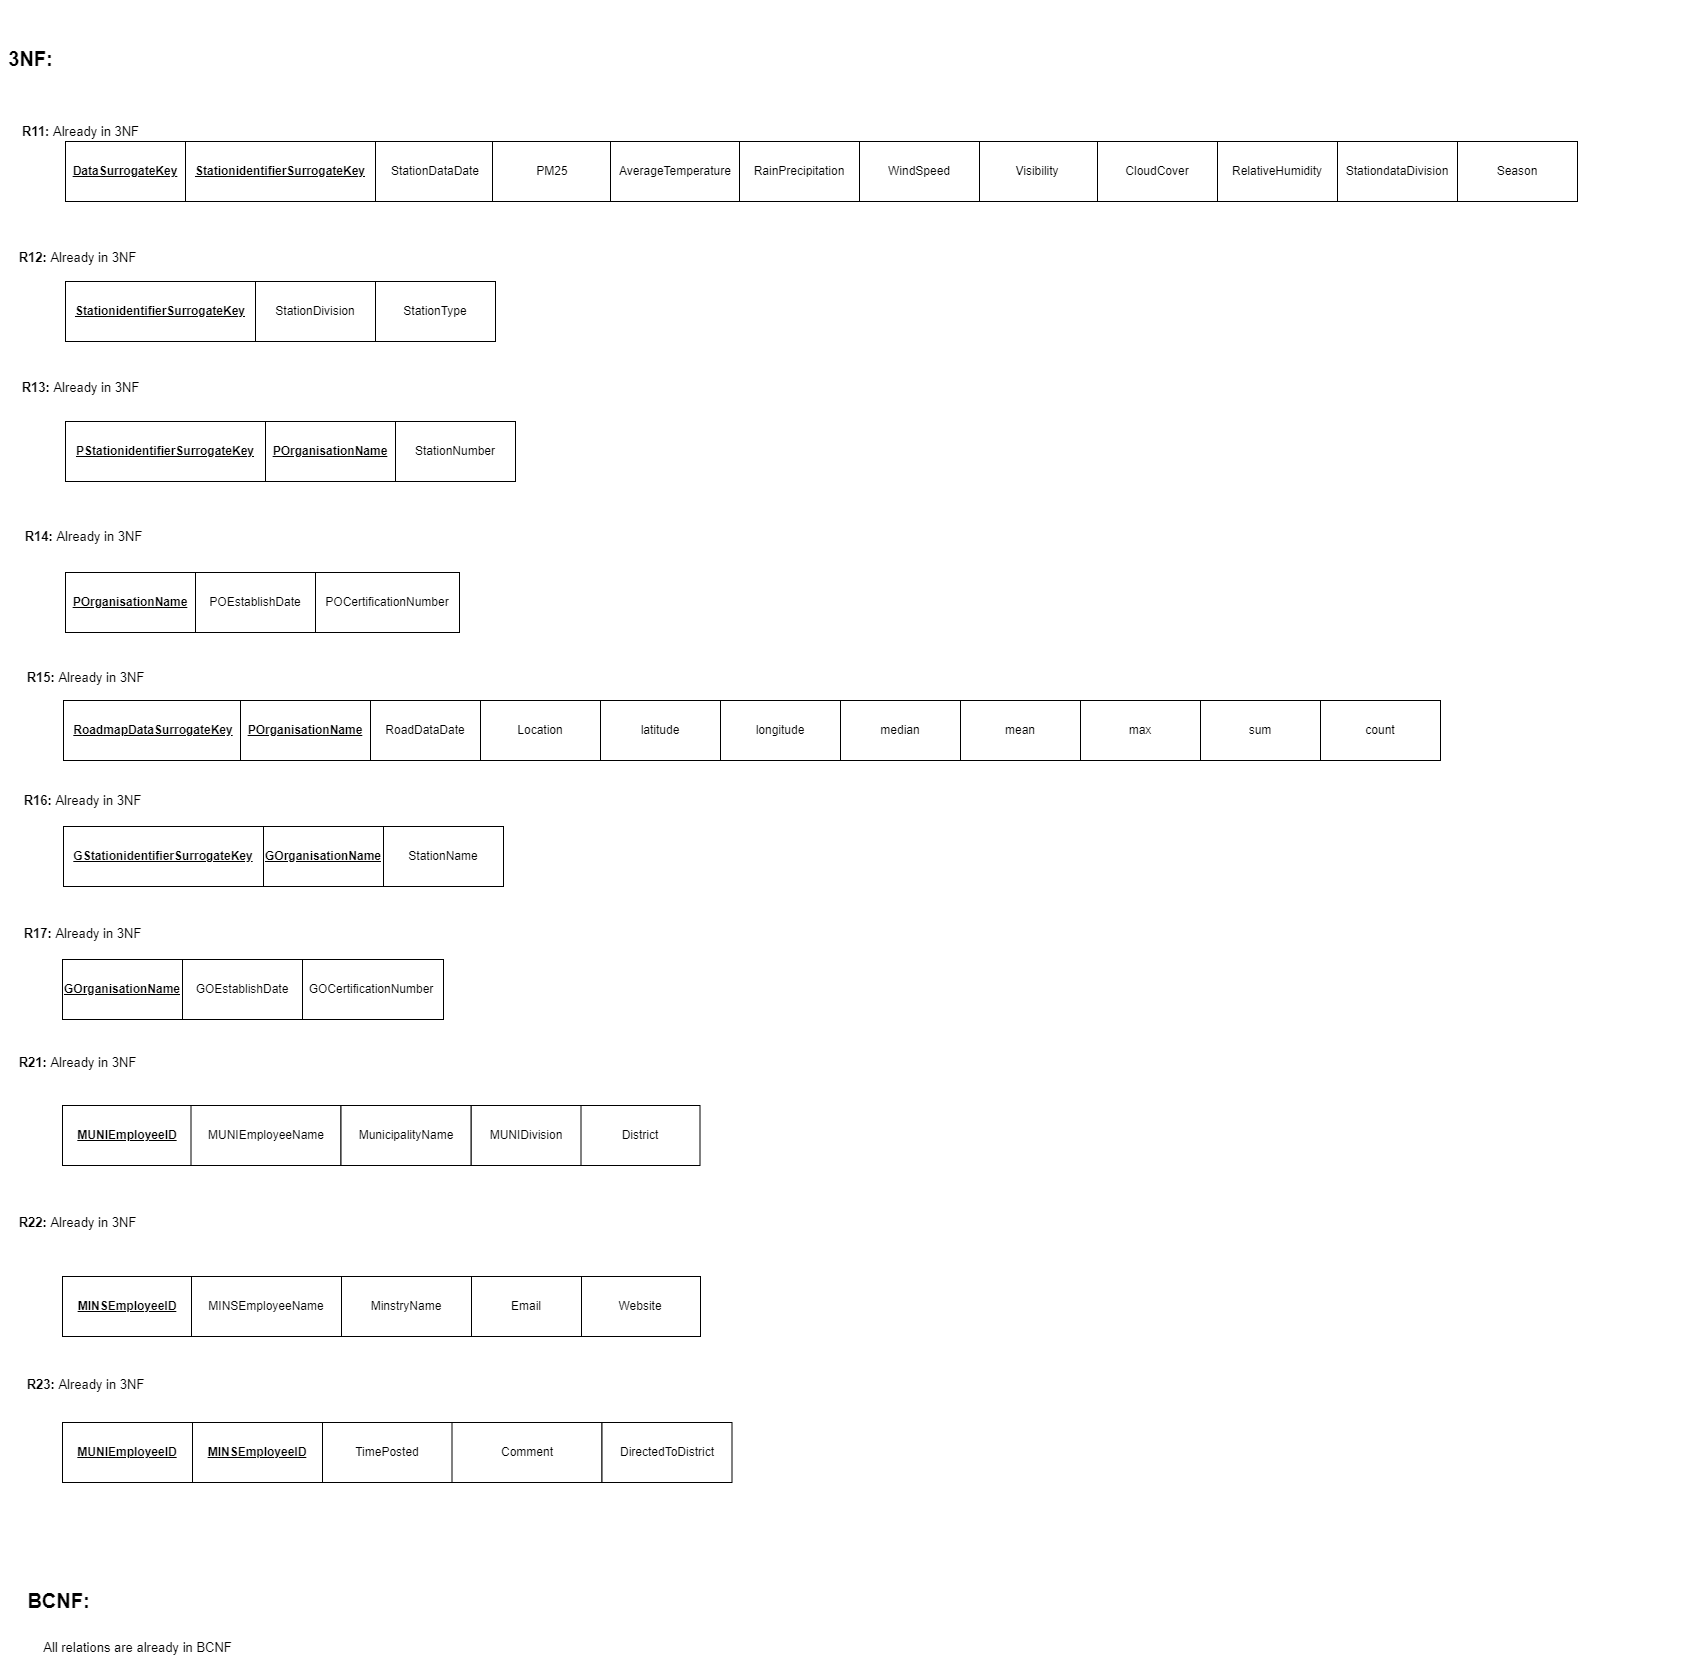 3NF:
R11: Already in 3NF
DataSurrogateKey StationidentifierSurrogateKey StationDataDate PM25 AverageTemperature RainPrecipitation WindSpeed Visibility CloudCover RelativeHumidity StationdataDivision Season
R12: Already in 3NF
StationidentifierSurrogateKey StationDivision StationType
R13: Already in 3NF
PStationidentifierSurrogateKey POrganisationName StationNumber
R14: Already in 3NF
POrganisationName POEstablishDate POCertificationNumber
R15: Already in 3NF
RoadmapDataSurrogateKey POrganisationName RoadDataDate Location latitude longitude median mean max sum count
R16: Already in 3NF
GStationidentifierSurrogateKey GOrganisationName StationName
R17: Already in 3NF
GOrganisationName GOEstablishDate GOCertificationNumber
R21: Already in 3NF
MUNIEmployeeID MUNIEmployeeName MunicipalityName MUNIDivision District
R22: Already in 3NF
MINSEmployeeID MINSEmployeeName MinstryName Email Website
R23: Already in 3NF
MUNIEmployeeID MINSEmployeeID TimePosted Comment DirectedToDistrict
BCNF:
All relations are already in BCNF